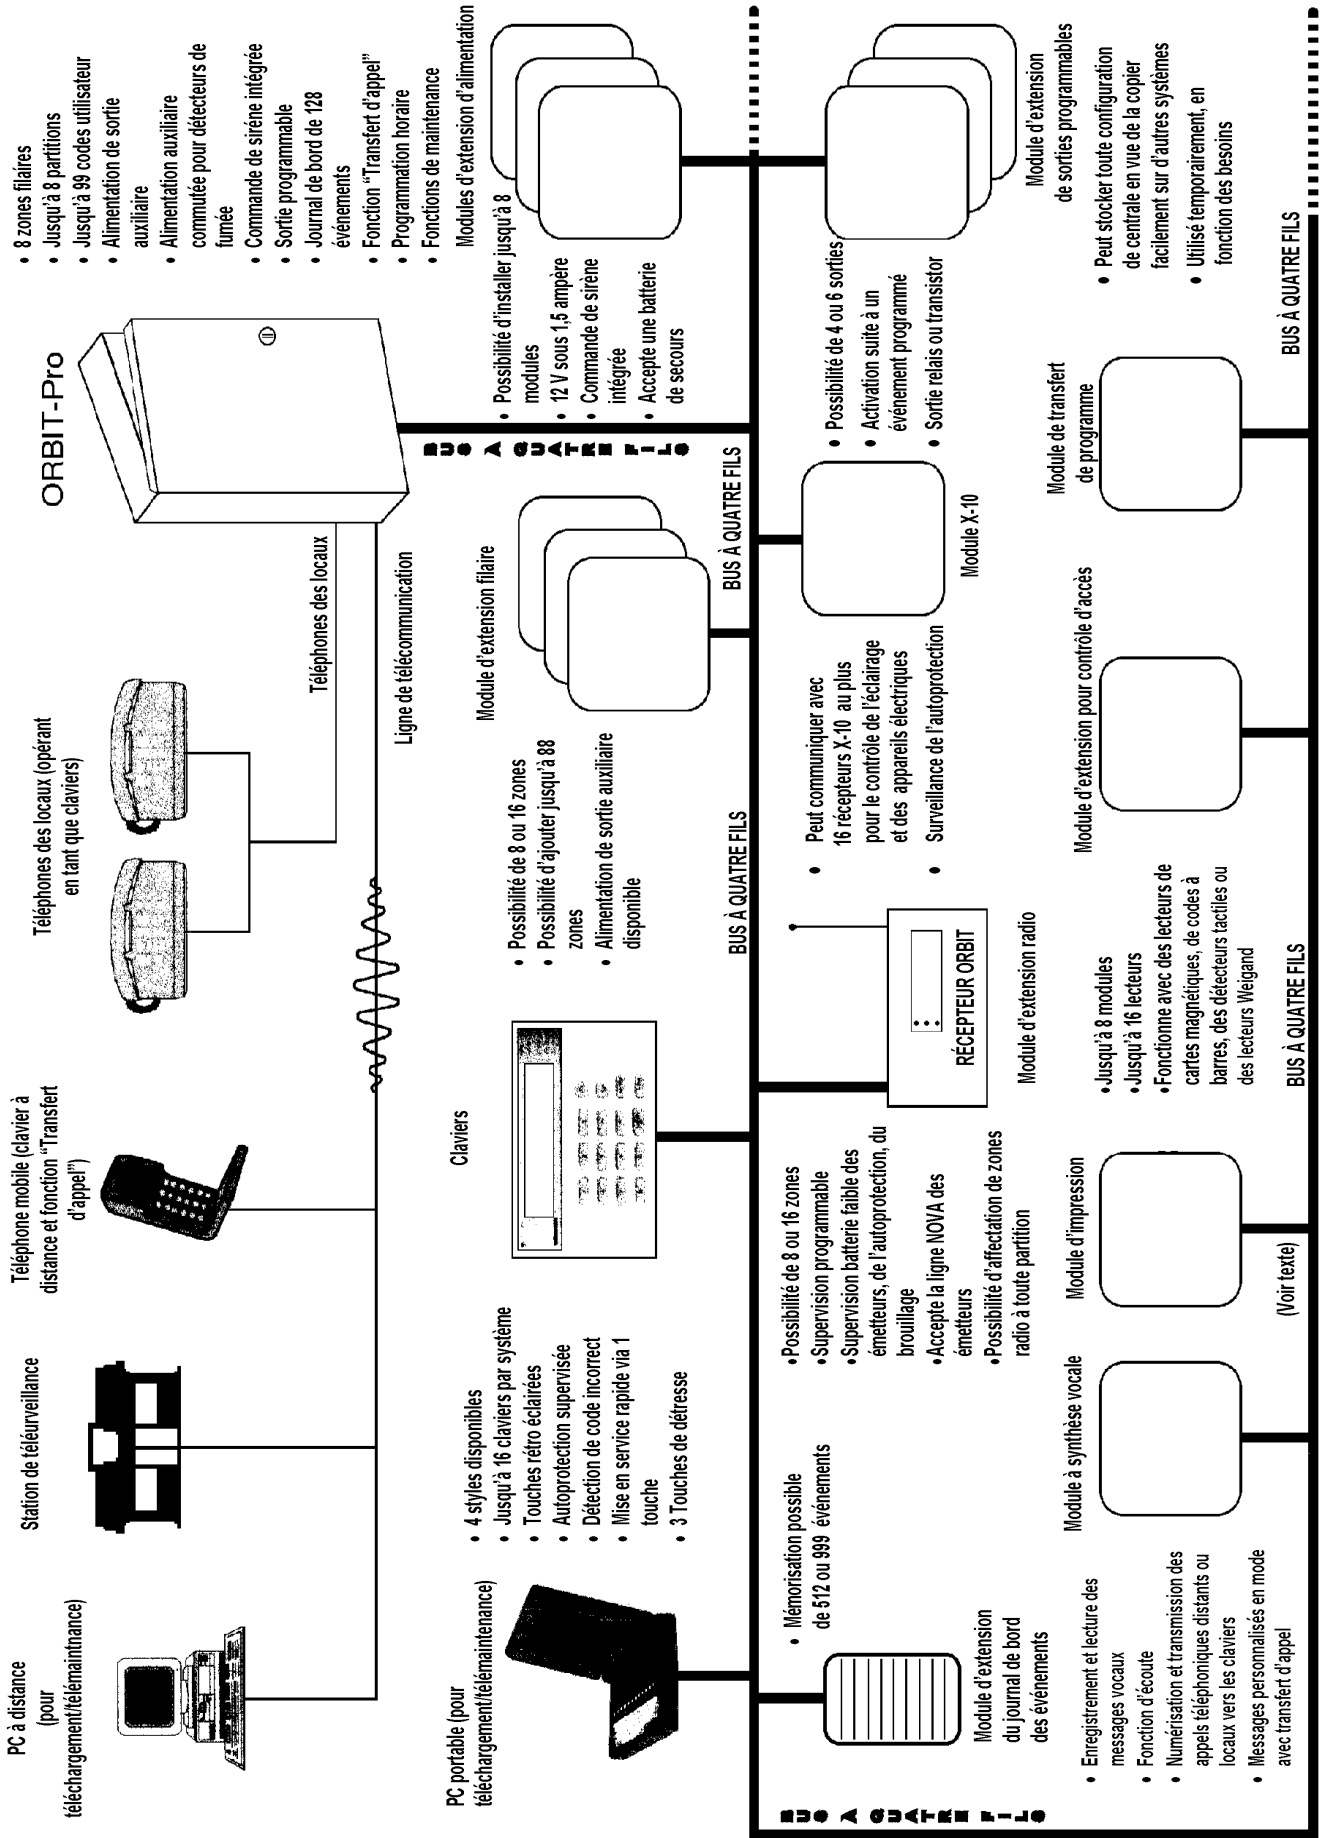 PC à distance
(pour
téléchargement/télémaintnance)
Station de téléurveillance
Téléphone mobile (clavier à
distance et fonction “Transfert
d’appel”)
Téléphones des locaux (opérant
en tant que claviers)
Téléphones des locaux
Ligne de télécommunication
ORBIT-Pro
• 8 zones filaires
• Jusqu’à 8 partitions
• Jusqu’à 99 codes utilisateur
• Alimentation de sortie
auxiliaire
• Alimentation auxiliaire
commutée pour détecteurs de
fumée
• Commande de sirène intégrée
• Sortie programmable
• Journal de bord de 128
événements
• Fonction “Transfert d’appel”
• Programmation horaire
• Fonctions de maintenance
PC portable (pour
téléchargement/télémaintenance)
• 4 styles disponibles
• Jusqu’à 16 claviers par système
• Touches rétro éclairées
• Autoprotection supervisée
• Détection de code incorrect
• Mise en service rapide via 1
touche
• 3 Touches de détresse
Claviers
• Possibilité de 8 ou 16 zones
• Possibilité d’ajouter jusqu’à 88
zones
• Alimentation de sortie auxiliaire
disponible
Module d’extension filaire
BUS A QUATRE FILS
• Possibilité d’installer jusqu’à 8
modules
• 12 V sous 1,5 ampère
• Commande de sirène
intégrée
• Accepte une batterie
de secours
Modules d’extension d’alimentation
BUS À QUATRE FILS
BUS À QUATRE FILS
BUS A QUATRE FILS
• Mémorisation possible
de 512 ou 999 événements
Module d’extension
du journal de bord
des événements
• Possibilité de 8 ou 16 zones
• Supervision programmable
• Supervision batterie faible des
émetteurs, de l’autoprotection, du
brouillage
• Accepte la ligne NOVA des
émetteurs
• Possibilité d’affectation de zones
radio à toute partition
RÉCEPTEUR ORBIT
Module d’extension radio
• Peut communiquer avec
16 récepteurs X-10 au plus
pour le contrôle de l’éclairage
et des appareils électriques
• Surveillance de l’autoprotection
Module X-10
• Possibilité de 4 ou 6 sorties
• Activation suite à un
événement programmé
• Sortie relais ou transistor
Module d’extension
de sorties programmables
• Enregistrement et lecture des
messages vocaux
• Fonction d’écoute
• Numérisation et transmission des
appels téléphoniques distants ou
locaux vers les claviers
• Messages personnalisés en mode
avec transfert d’appel
Module à synthèse vocale
Module d’impression
(Voir texte)
• Jusqu’à 8 modules
• Jusqu’à 16 lecteurs
• Fonctionne avec des lecteurs de
cartes magnétiques, de codes à
barres, des détecteurs tactiles ou
des lecteurs Weigand
Module d’extension pour contrôle d’accès
Module de transfert
de programme
• Peut stocker toute configuration
de centrale en vue de la copier
facilement sur d’autres systèmes
• Utilisé temporairement, en
fonction des besoins
BUS À QUATRE FILS
BUS À QUATRE FILS